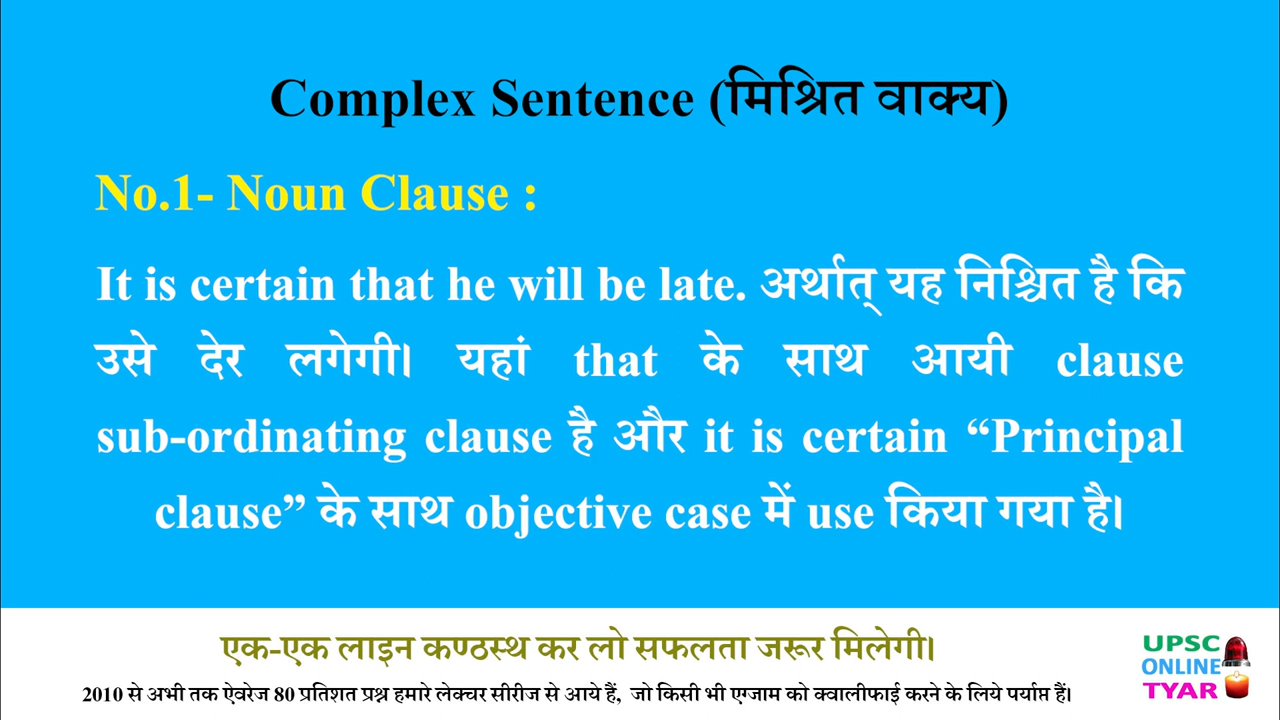 Complex Sentence (मिश्रित वाक्य)
No.1- Noun Clause :
It is certain that he will be late. अर्थात् यह निश्चित है कि
उसे देर लगेगी। यहां that के साथ आयी clause
sub-ordinating clause है और it is certain “Principal
clause” के साथ objective case में use किया गया है।
एक-एक लाइन कण्ठस्थ कर लो सफलता जरूर मिलेगी।
2010 से अभी तक ऐवरेज 80 प्रतिशत प्रश्न हमारे लेक्चर सीरीज से आये हैं, जो किसी भी एग्जाम को क्वालीफाई करने के लिये पर्याप्त हैं।
UPSC
ONLINE
TYAR